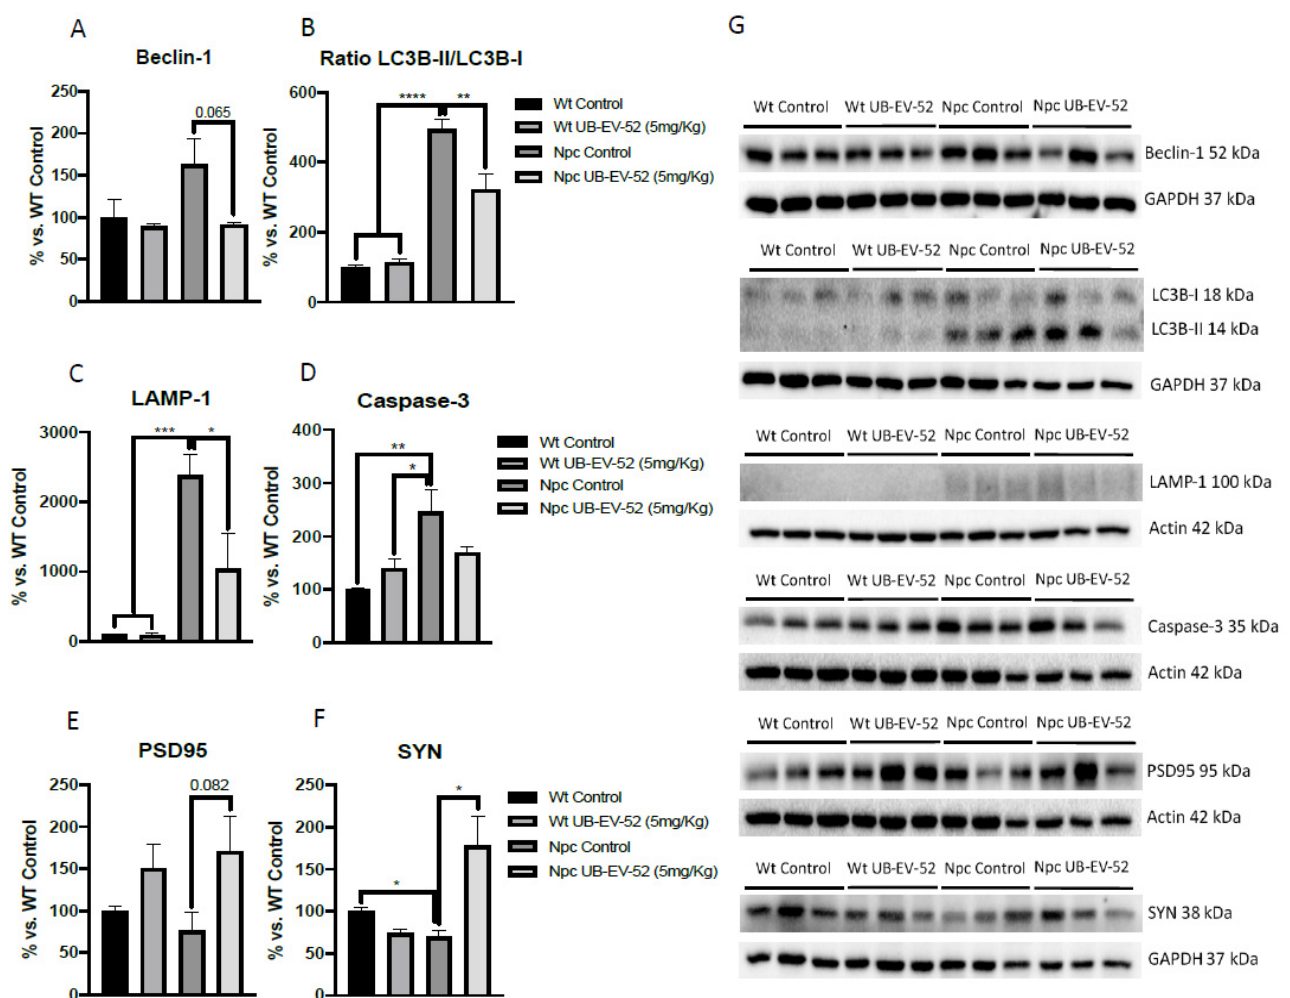 A
Beclin-1
% vs. WT Control
250
200
150
100
50
0
0.065
B
Ratio LC3B-II/LC3B-I
% vs. WT Control
600
400
200
0
****
**
Wt Control
Wt UB-EV-52 (5mg/Kg)
Npc Control
Npc UB-EV-52 (5mg/Kg)
C
LAMP-1
% vs. WT Control
3000
2000
1000
0
***
*
D
Caspase-3
% vs. WT Control
400
300
200
100
0
**
*
Wt Control
Wt UB-EV-52 (5mg/Kg)
Npc Control
Npc UB-EV-52 (5mg/Kg)
E
PSD95
% vs. WT Control
250
200
150
100
50
0
0.082
F
SYN
% vs. WT Control
250
200
150
100
50
0
*
*
Wt Control
Wt UB-EV-52 (5mg/Kg)
Npc Control
Npc UB-EV-52 (5mg/Kg)
G
Wt Control Wt UB-EV-52 Npc Control Npc UB-EV-52
Beclin-1 52 kDa
GAPDH 37 kDa
Wt Control Wt UB-EV-52 Npc Control Npc UB-EV-52
LC3B-I 18 kDa
LC3B-II 14 kDa
GAPDH 37 kDa
Wt Control Wt UB-EV-52 Npc Control Npc UB-EV-52
LAMP-1 100 kDa
Actin 42 kDa
Wt Control Wt UB-EV-52 Npc Control Npc UB-EV-52
Caspase-3 35 kDa
Actin 42 kDa
Wt Control Wt UB-EV-52 Npc Control Npc UB-EV-52
PSD95 95 kDa
Actin 42 kDa
Wt Control Wt UB-EV-52 Npc Control Npc UB-EV-52
SYN 38 kDa
GAPDH 37 kDa